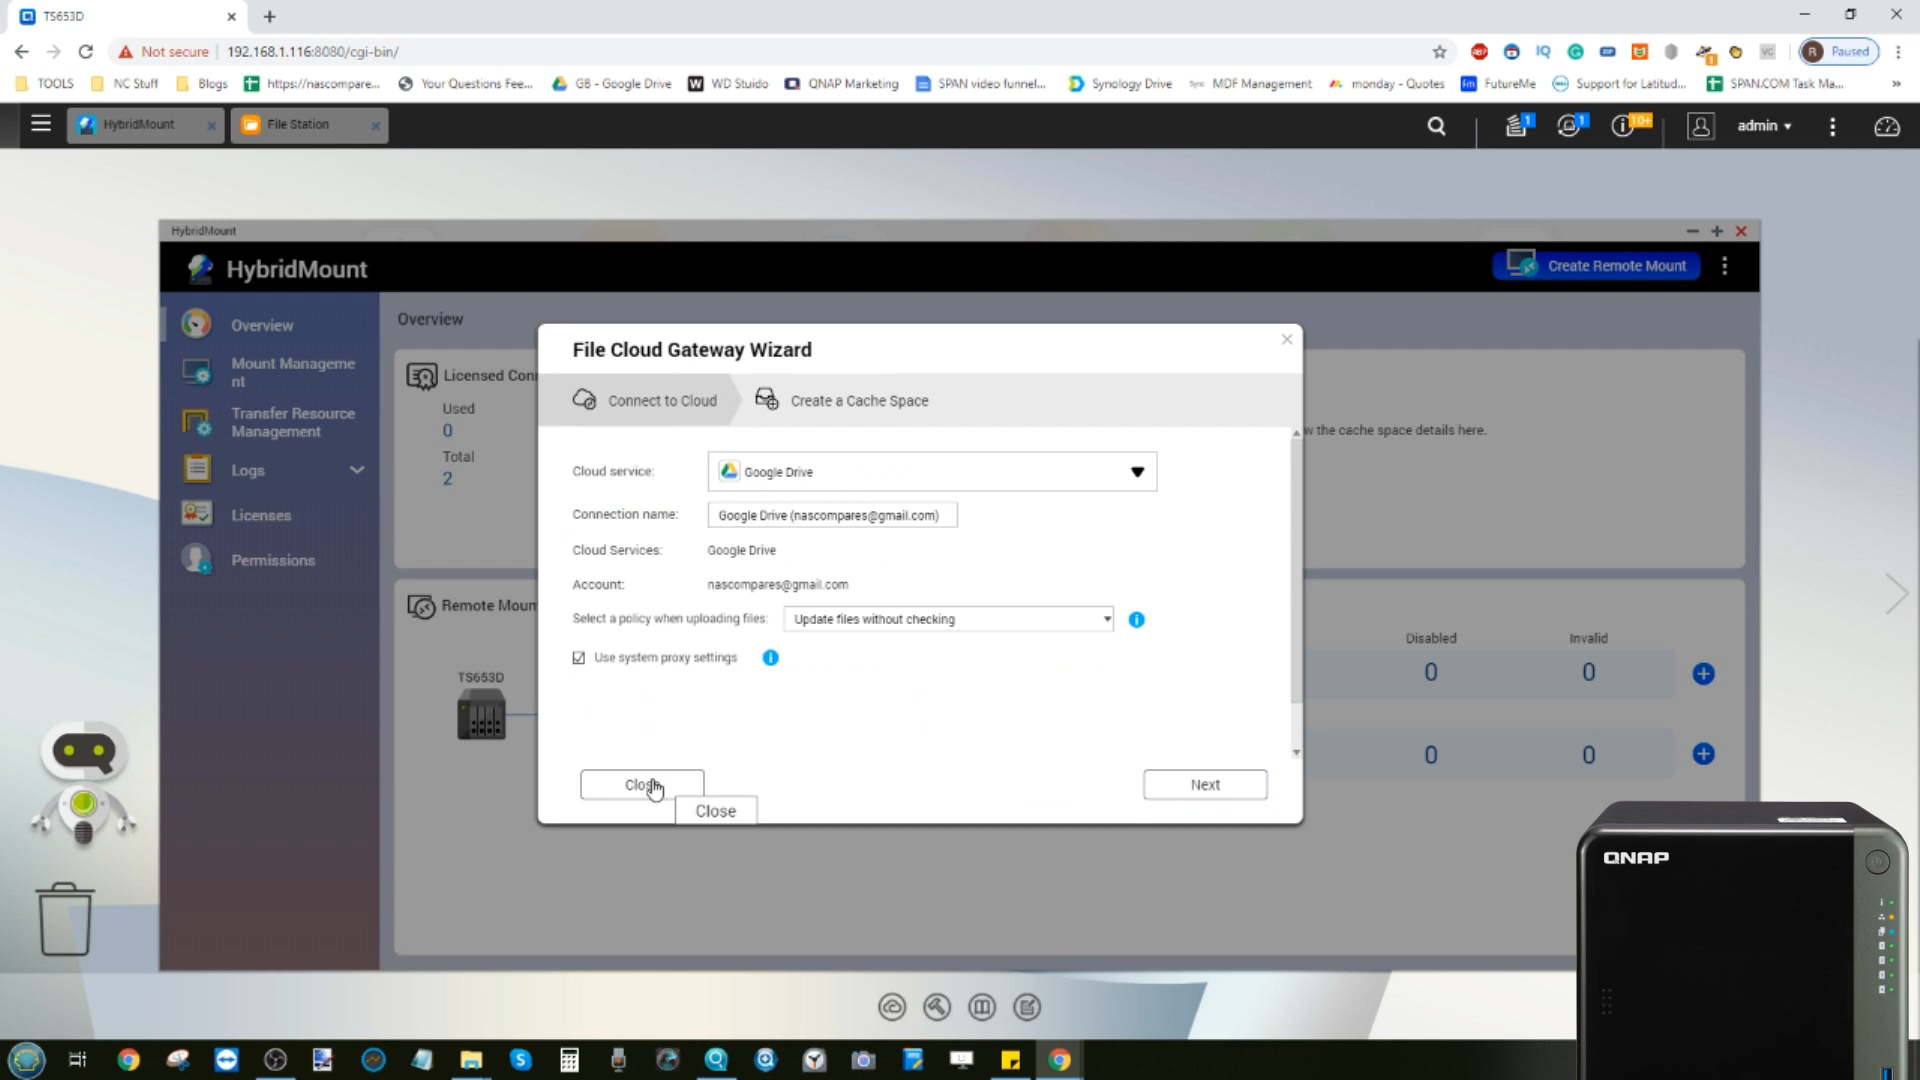 TS653D
Not secure 192.168.1.116:8080/cgi-bin/
Paused
TOOLS NC Stuff Blogs https://nascompare... Your Questions Fee... GB - Google Drive WD Stuido QNAP Marketing SPAN video funnel... Synology Drive MDF Management monday - Quotes FutureMe Support for Latitud... SPAN.COM Task Ma...
HybridMount File Station 1 1 10+ admin
HybridMount
HybridMount Create Remote Mount
Overview
Mount Manageme
nt
Transfer Resource
Management
Logs
Licenses
Permissions
Overview
Licensed Con
Used
0
Total
2
w the cache space details here.
Remote Moun
TS653D
Disabled Invalid
0 0
0 0
File Cloud Gateway Wizard
Connect to Cloud Create a Cache Space
Cloud service: Google Drive
Connection name: Google Drive (nascompares@gmail.com)
Cloud Services: Google Drive
Account: nascompares@gmail.com
Select a policy when uploading files: Update files without checking
Use system proxy settings
Close Next
Close
QNAP